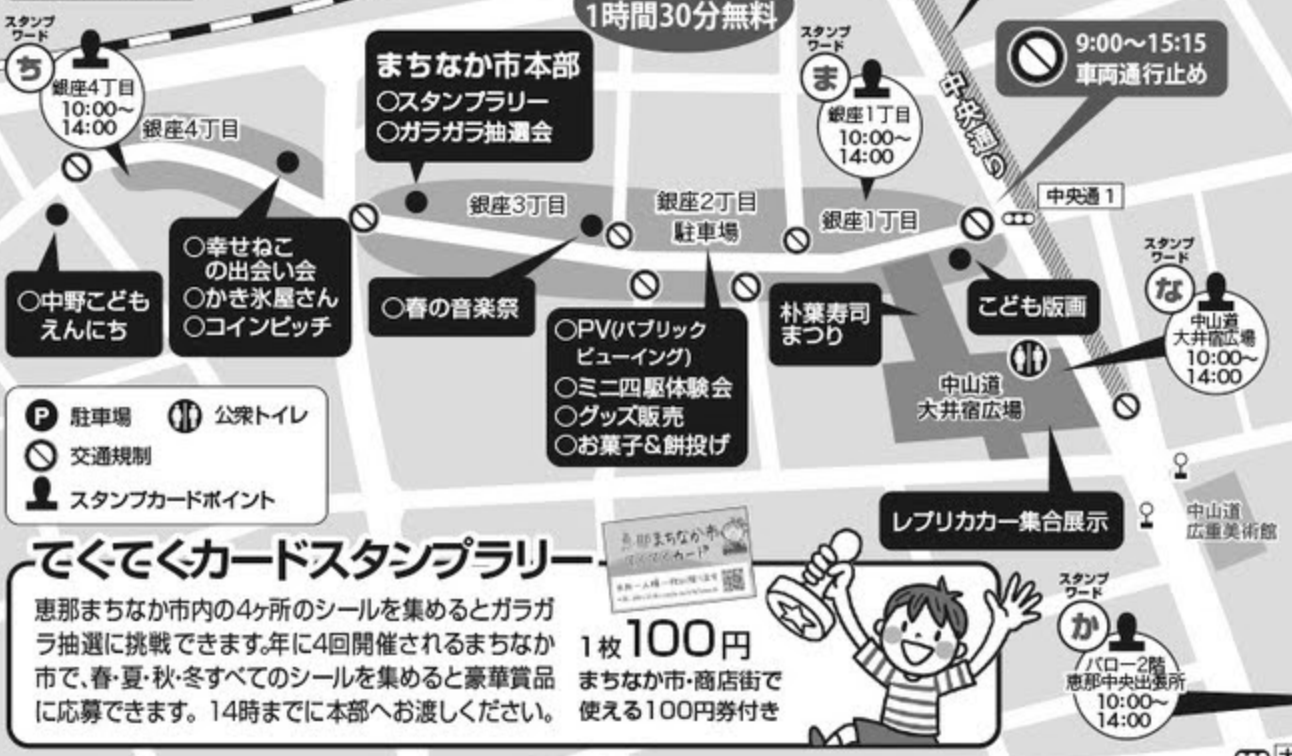 1時間30分無料
スタンプ
ワード
ち
銀座4丁目
10:00～
14:00
銀座4丁目
まちなか市本部
○スタンプラリー
○ガラガラ抽選会
スタンプ
ワード
ま
銀座1丁目
10:00～
14:00
中央通り
9:00～15:15
車両通行止め
中央通1
銀座3丁目
銀座2丁目
駐車場
銀座1丁目
○中野こども
えんにち
○幸せねこ
の出会い会
○かき氷屋さん
○コインピッチ
○春の音楽祭
○PV(パブリック
ビューイング)
○ミニ四駆体験会
○グッズ販売
○お菓子&餅投げ
朴葉寿司
まつり
こども版画
スタンプ
ワード
な
中山道
大井宿広場
10:00～
14:00
中山道
大井宿広場
レプリカカー集合展示
中山道
広重美術館
P 駐車場
公衆トイレ
交通規制
スタンプカードポイント
てくてくカードスタンプラリー
恵那まちなか市
てくてくカード
恵那まちなか市内の4ヶ所のシールを集めるとガラガ
ラ抽選に挑戦できます。年に4回開催されるまちなか
市で、春・夏・秋・冬すべてのシールを集めると豪華賞品
に応募できます。14時までに本部へお渡しください。
1枚100円
まちなか市・商店街で
使える100円券付き
スタンプ
ワード
か
バロー2階
恵那中央出張所
10:00～
14:00